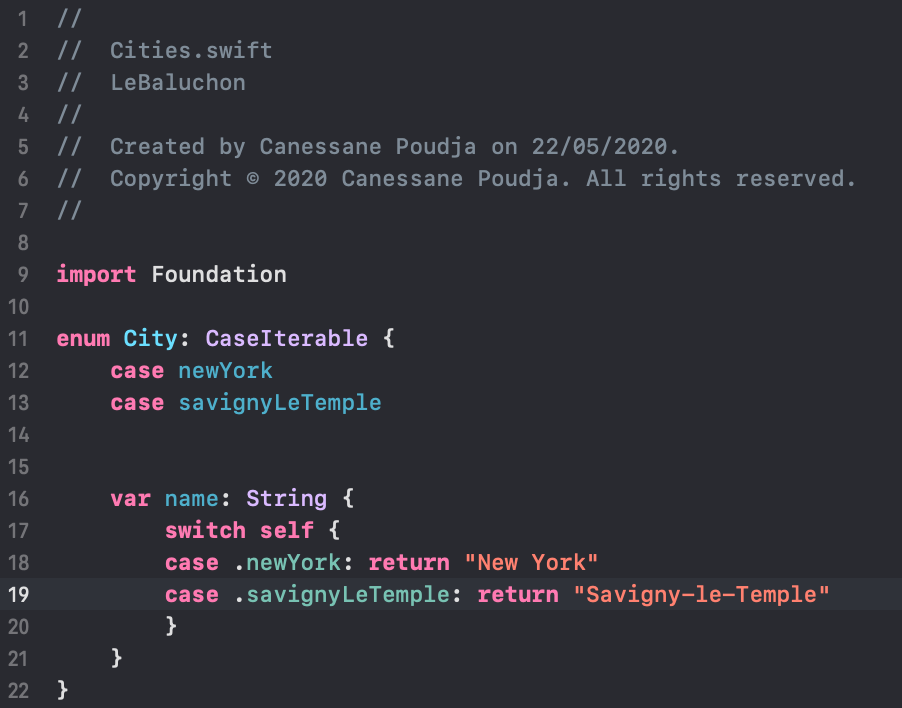 1 //
2 //  Cities.swift
3 //  LeBaluchon
4 //
5 //  Created by Canessane Poudja on 22/05/2020.
6 //  Copyright © 2020 Canessane Poudja. All rights reserved.
7 //
8
9 import Foundation
10
11 enum City: CaseIterable {
12     case newYork
13     case savignyLeTemple
14
15
16     var name: String {
17         switch self {
18         case .newYork: return "New York"
19         case .savignyLeTemple: return "Savigny-le-Temple"
20         }
21     }
22 }